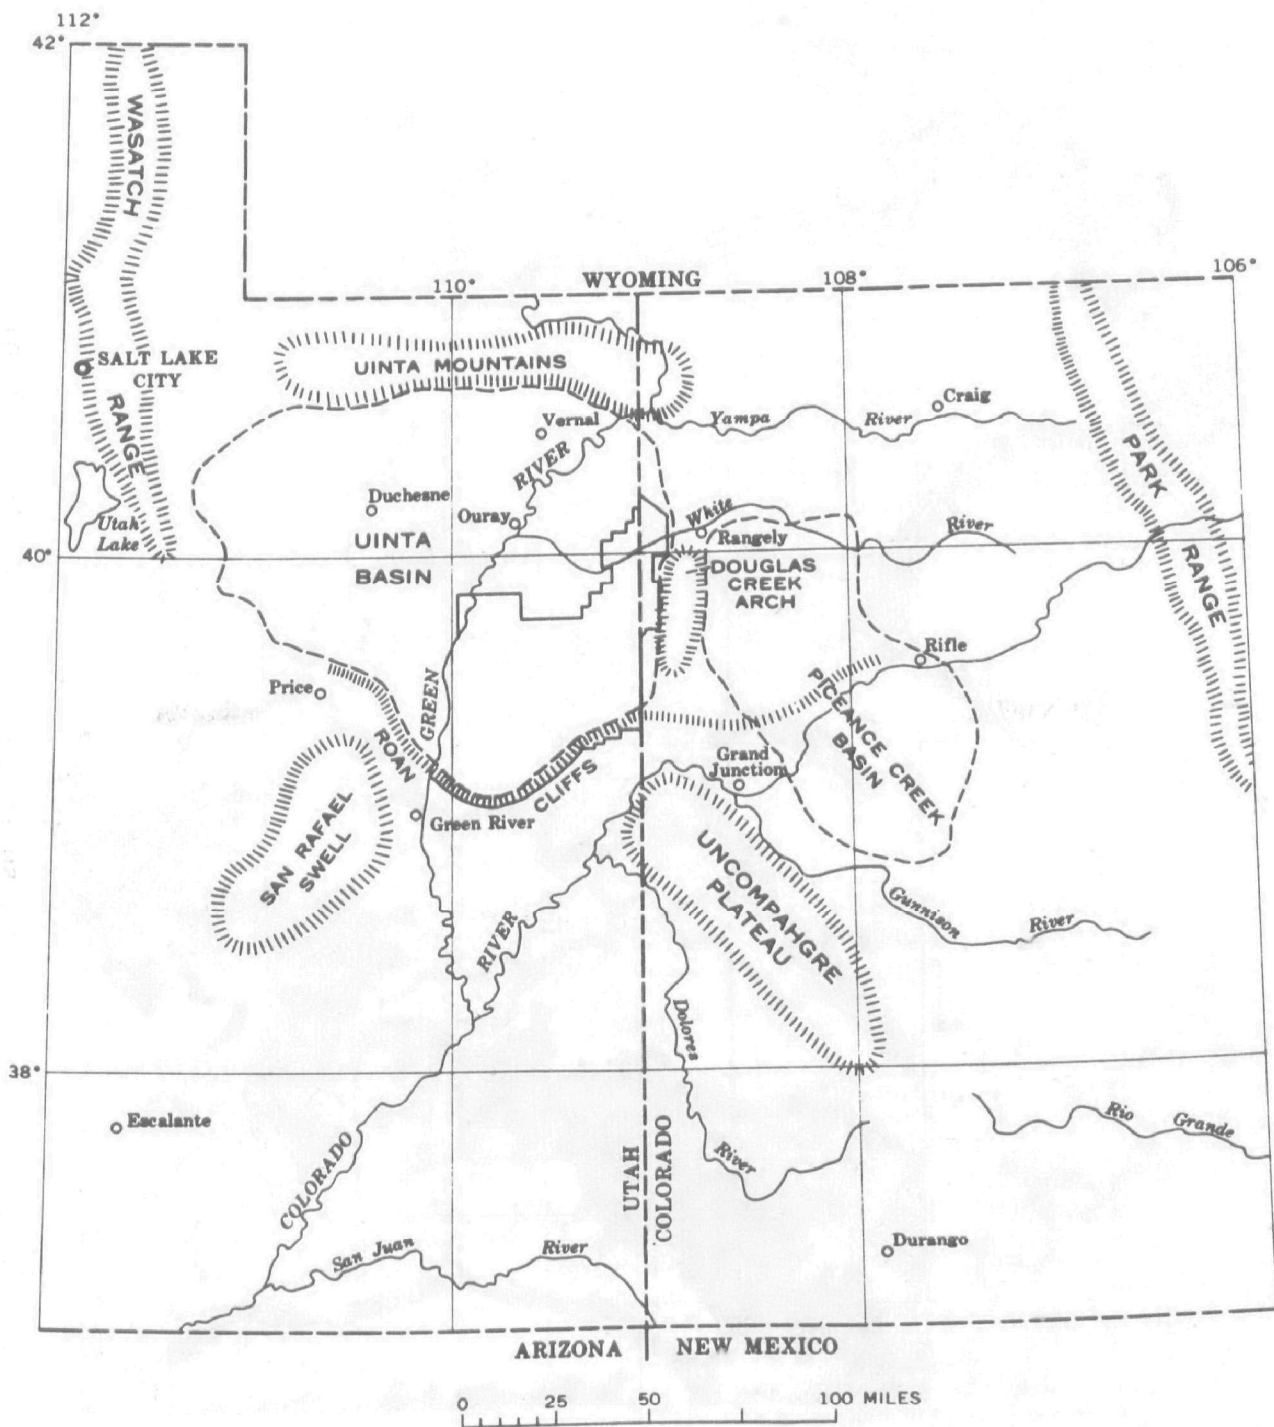 112°
42°
WASATCH
RANGE
WYOMING
110°
108°
106°
SALT LAKE
CITY
UINTA MOUNTAINS
Vernal
Yampa
River
Craig
RIVER
PARK
RANGE
Duchesne
Ouray
White
River
Utah
Lake
UINTA
BASIN
Rangely
40°
DOUGLAS
CREEK
ARCH
Rifle
Price
GREEN
PICEANCE CREEK
BASIN
ROAN
CLIFFS
Grand
Junction
Green River
SAN RAFAEL
SWELL
UNCOMPAHGRE
PLATEAU
Gunnison
River
RIVER
Dolores
River
38°
Escalante
Rio
Grande
COLORADO
UTAH
COLORADO
San Juan
River
Durango
ARIZONA
NEW MEXICO
0 25 50 100 MILES